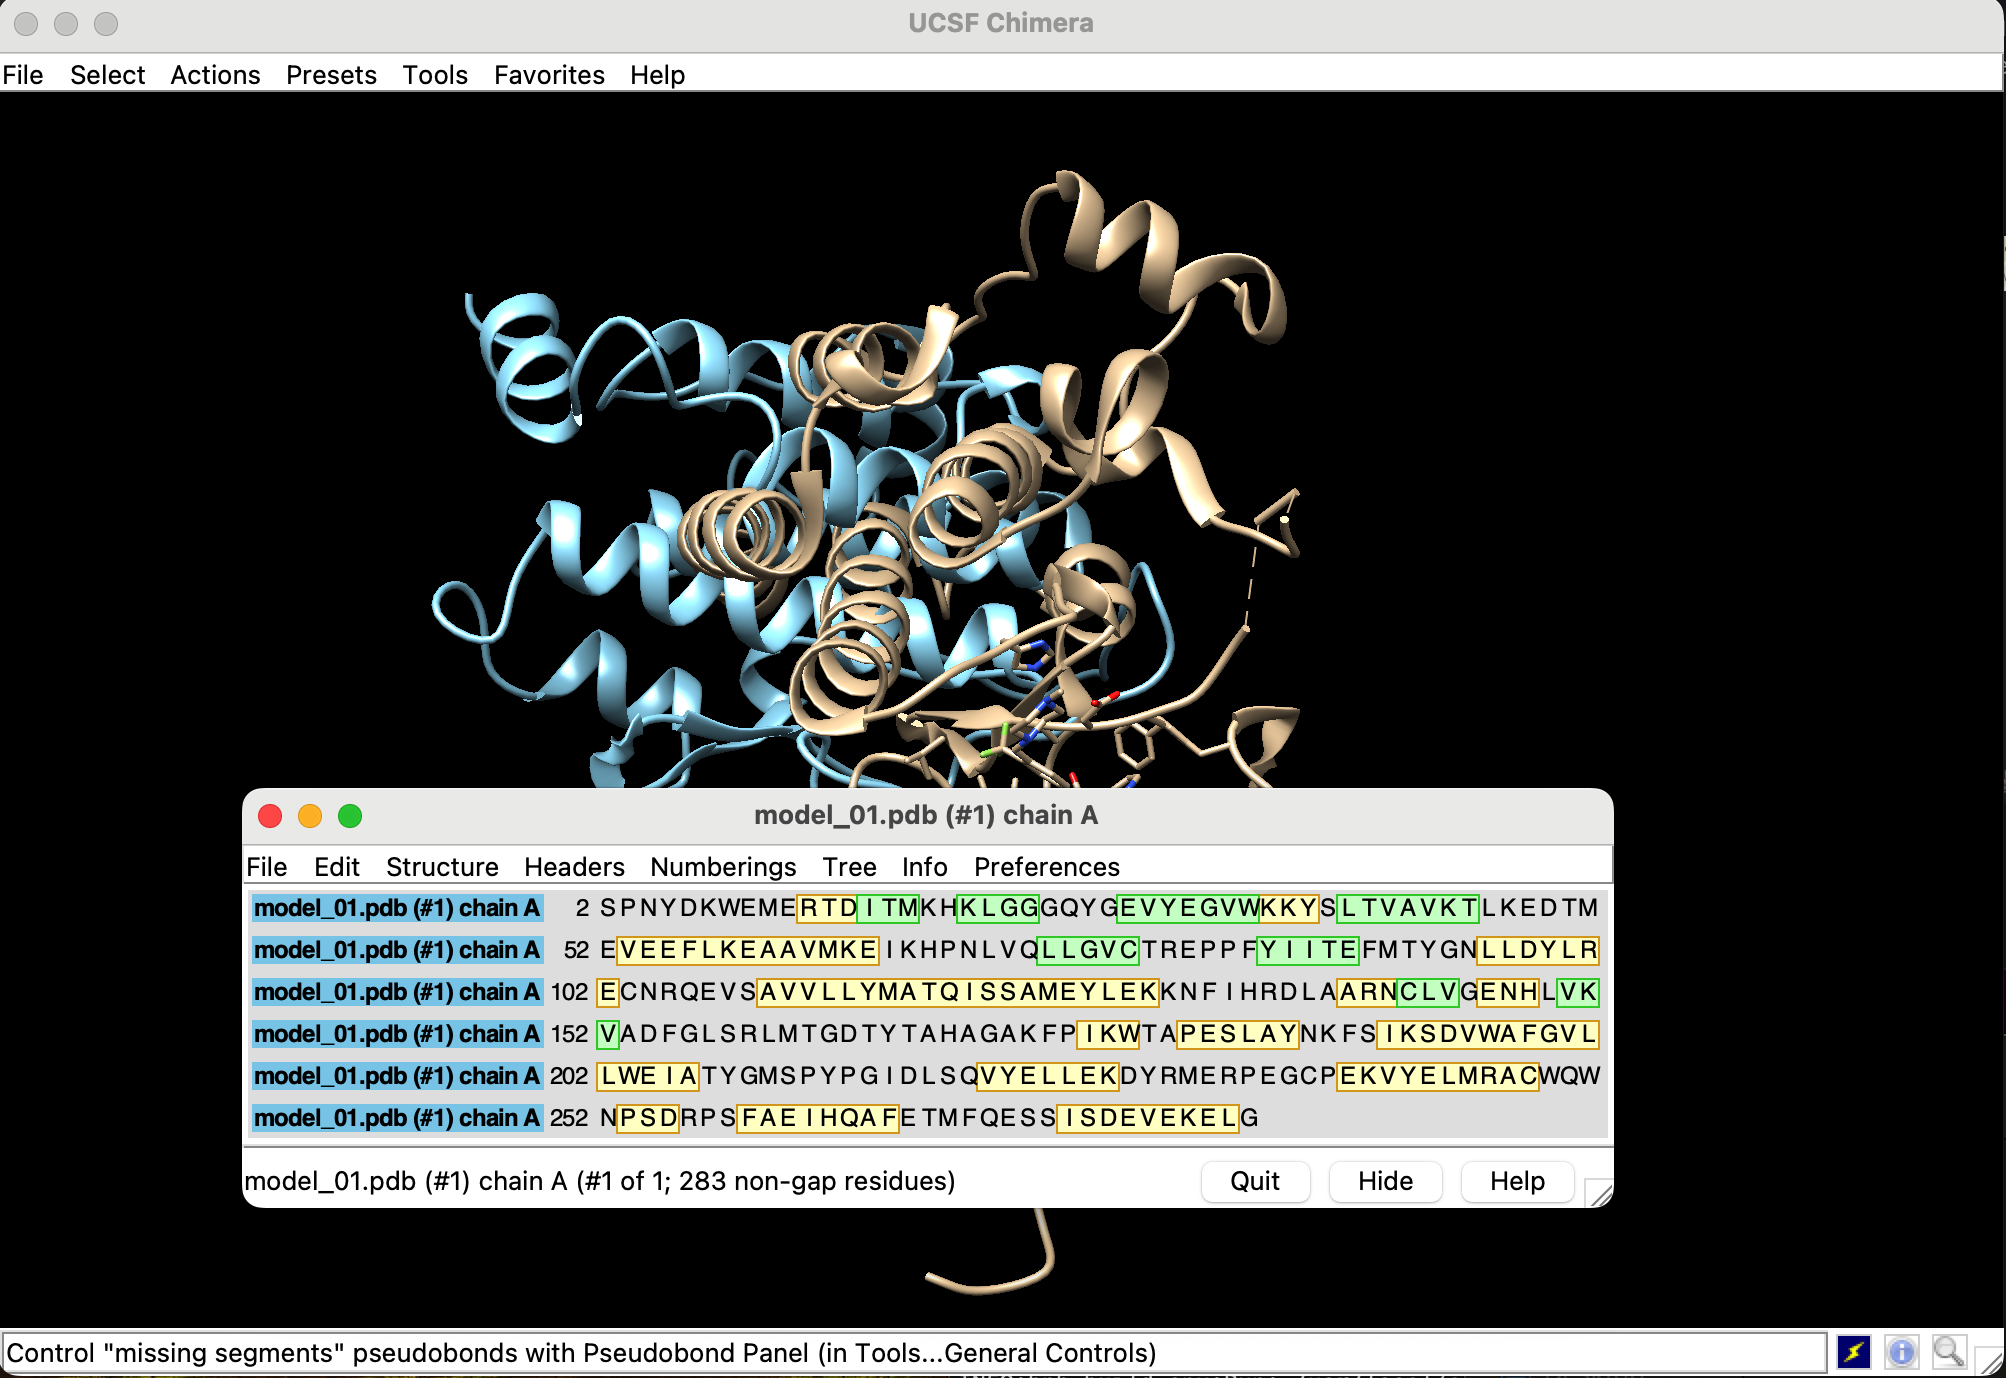 UCSF Chimera
File Select Actions Presets Tools Favorites Help
model_01.pdb (#1) chain A
File Edit Structure Headers Numberings Tree Info Preferences
model_01.pdb (#1) chain A 2 SPNYDKWEMERTDITMKHKLGGGQYGEVYEGVWKKYSLTVAVKTLKEDTM
model_01.pdb (#1) chain A 52 EVEEFLKEAAVMKEIKHPNLVQLLGVCTREPPFYIITEFMTYGNLLDYLR
model_01.pdb (#1) chain A 102 ECNRQEVSAVVLLYMATQISSAMEYLEKKNFIHRDLAARNCLVGENHLVK
model_01.pdb (#1) chain A 152 VADFGLSRLMTGDTYTAHAGAKFPIKWTAPESLAYNKFSIKSDVWAFGVL
model_01.pdb (#1) chain A 202 LWEIATYGMSPYPGIDLSQVYELLEKDYRMERPEGCPEKVYELMRACWQW
model_01.pdb (#1) chain A 252 NPSDRPSFAEIHQAFETMFQESSISDEVEKELG
model_01.pdb (#1) chain A (#1 of 1; 283 non-gap residues)
Quit Hide Help
Control "missing segments" pseudobonds with Pseudobond Panel (in Tools...General Controls)